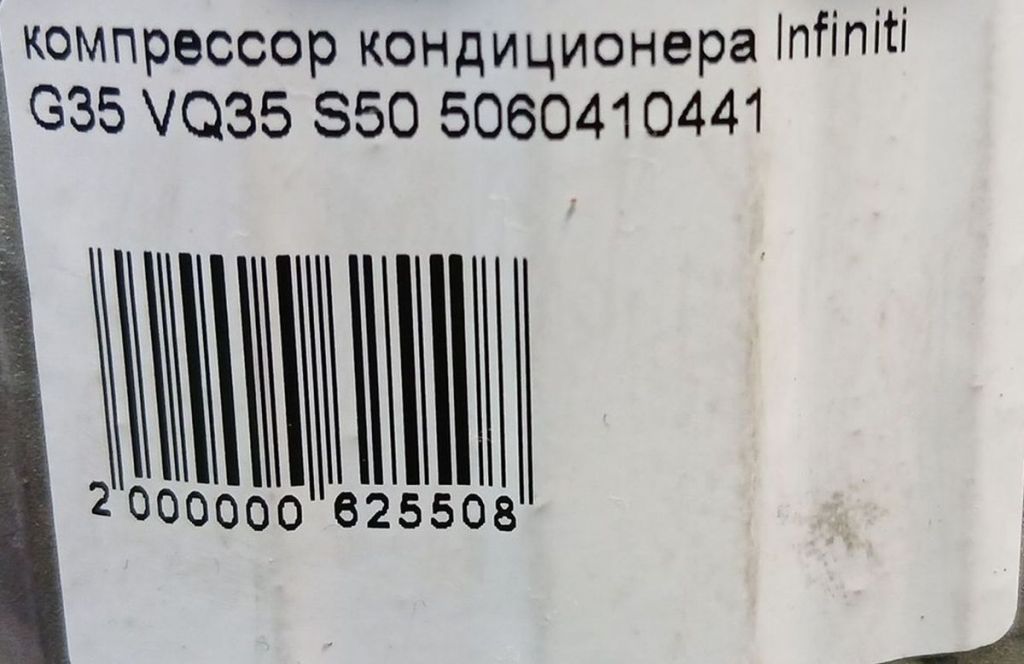 компрессор кондиционера Infiniti
G35 VQ35 S50 5060410441
2 000000 625508